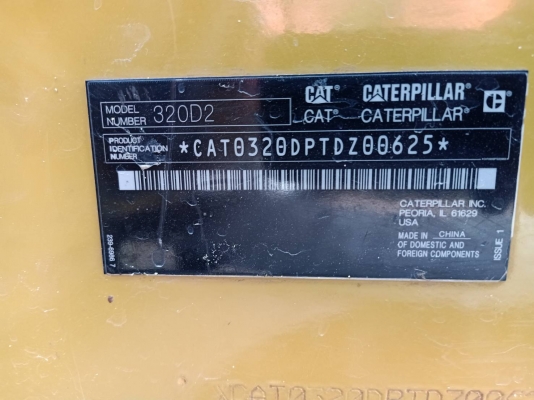 MODEL
NUMBER 320D2
CAT® CATERPILLAR®
CAT® CATERPILLAR® C
PRODUCT
IDENTIFICATION
NUMBER *CAT0320DPTDZ00625*
CATERPILLAR INC.
PEORIA, IL 61629
USA
MADE IN CHINA
OF DOMESTIC AND
FOREIGN COMPONENTS
ISSUE 1